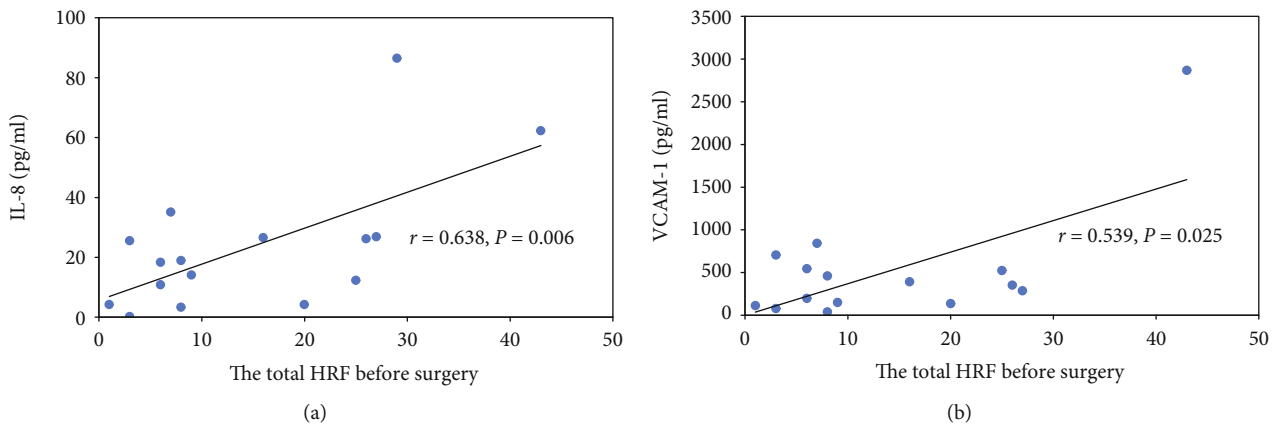 100
80
60
40
20
0
IL-8 (pg/ml)
r = 0.638, P = 0.006
0 10 20 30 40 50
The total HRF before surgery
(a)
3500
3000
2500
2000
1500
1000
500
0
VCAM-1 (pg/ml)
r = 0.539, P = 0.025
0 10 20 30 40 50
The total HRF before surgery
(b)